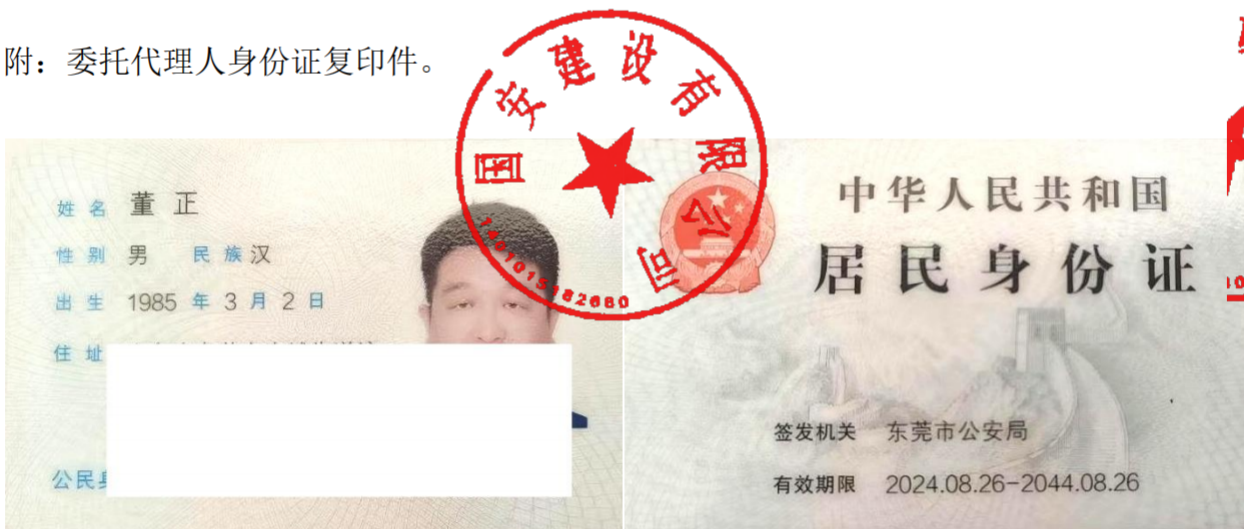 附：委托代理人身份证复印件。
国安建设有限公司
姓名 董正
性别 男 民族 汉
出生 1985 年 3 月 2 日
住址
公民身
中华人民共和国
居民身份证
签发机关 东莞市公安局
有效期限 2024.08.26-2044.08.26